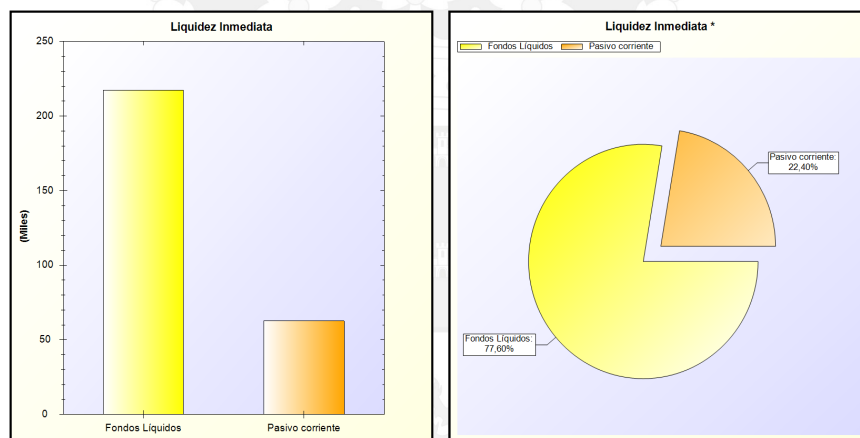 Liquidez Inmediata
250
200
150
100
50
0
(Miles)
Fondos Líquidos
Pasivo corriente
Liquidez Inmediata *
Fondos Líquidos
Pasivo corriente
Pasivo corriente:
22,40%
Fondos Líquidos:
77,60%